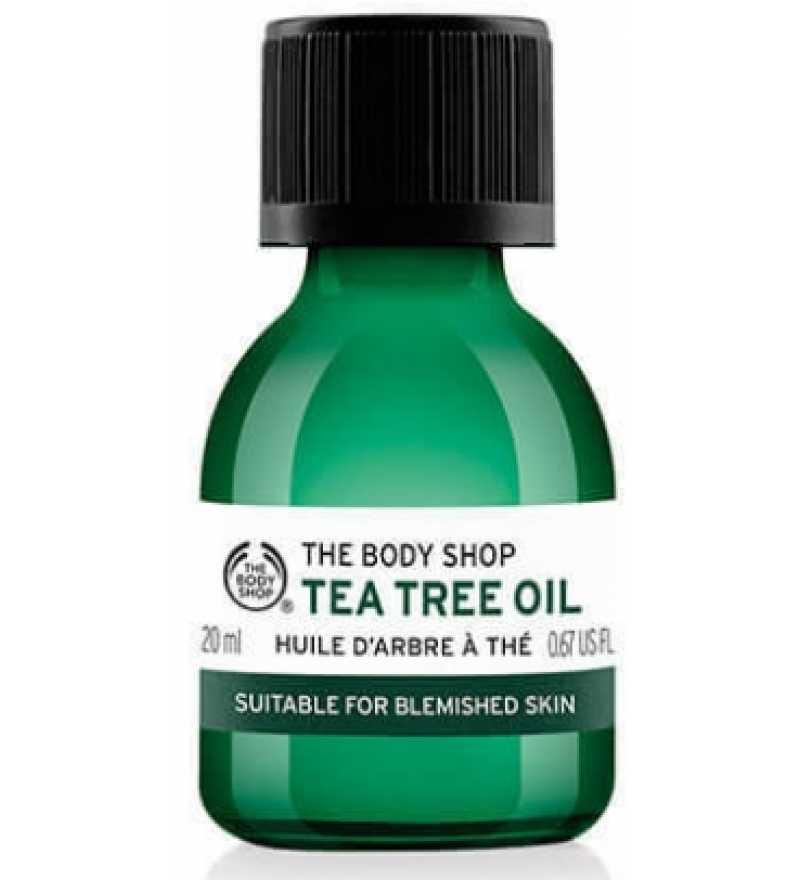 THE
BODY
SHOP®
THE BODY SHOP
TEA TREE OIL
20 ml HUILE D'ARBRE À THÉ 0.67 US FL
SUITABLE FOR BLEMISHED SKIN